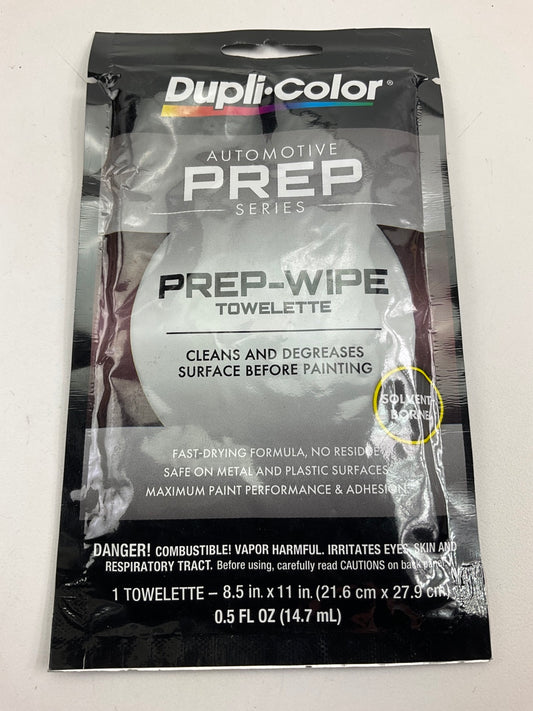 Dupli·Color®
AUTOMOTIVE
PREP
SERIES
PREP-WIPE
TOWELETTE
CLEANS AND DEGREASES
SURFACE BEFORE PAINTING
SOLVENT-
BORNE
FAST-DRYING FORMULA, NO RESIDUE
SAFE ON METAL AND PLASTIC SURFACES
MAXIMUM PAINT PERFORMANCE & ADHESION
DANGER! COMBUSTIBLE! VAPOR HARMFUL. IRRITATES EYES, SKIN AND
RESPIRATORY TRACT. Before using, carefully read CAUTIONS on back panel.
1 TOWELETTE – 8.5 in. x 11 in. (21.6 cm x 27.9 cm)
0.5 FL OZ (14.7 mL)